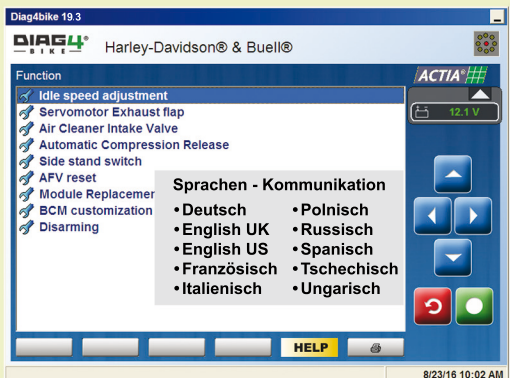 Diag4bike 19.3
DIAG4®
BIKE
Harley-Davidson® & Buell®
Function
ACTIA®
Idle speed adjustment
12.1 V
Servomotor Exhaust flap
Air Cleaner Intake Valve
Automatic Compression Release
Side stand switch
AFV reset
Module Replacemen
BCM customization
Disarming
Sprachen - Kommunikation
•Deutsch
•English UK
•English US
•Französisch
•Italienisch
•Polnisch
•Russisch
•Spanisch
•Tschechisch
•Ungarisch
HELP
8/23/16 10:02 AM